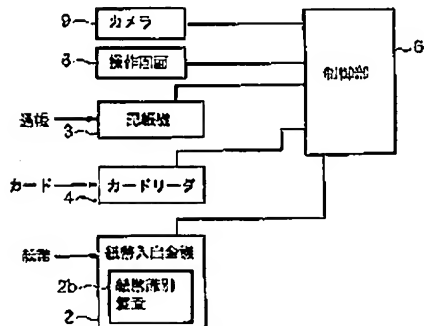 9 カメラ
8 操作画面
制御部 6
通帳
3 記帳機
カード
4 カードリーダ
紙幣
紙幣入出金機
2b 紙幣識別
装置
2